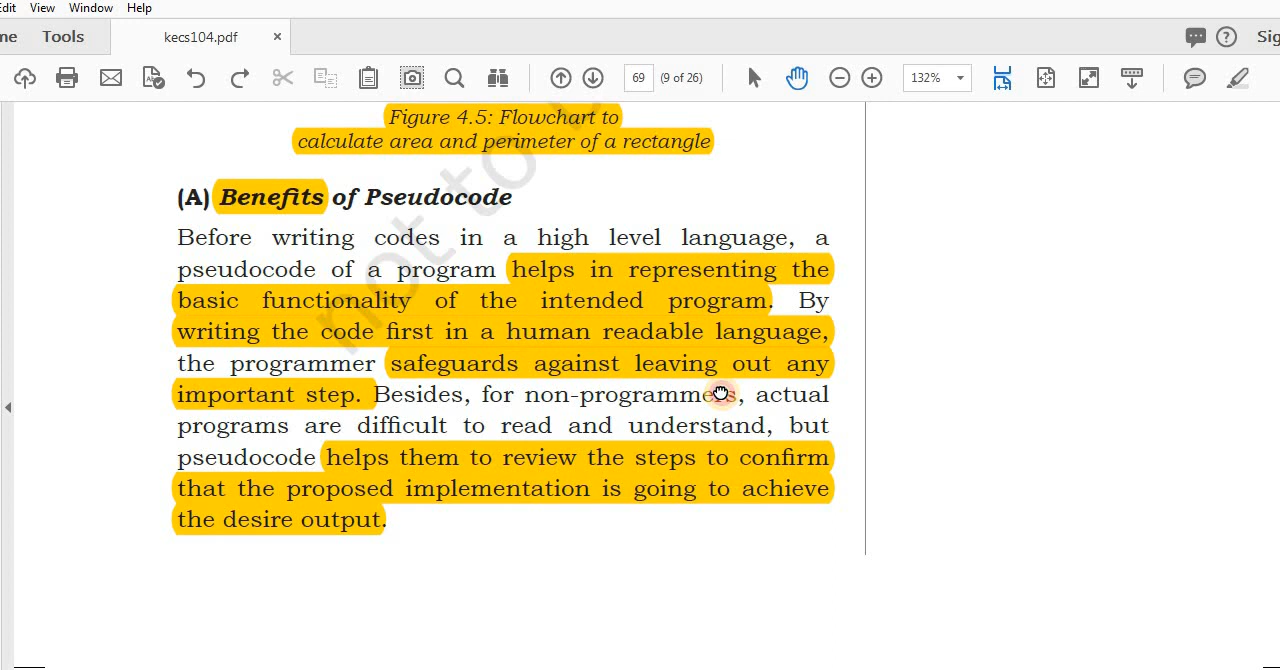 Edit View Window Help
me Tools kecs104.pdf × Sig
69 (9 of 26) 132%
Figure 4.5: Flowchart to
calculate area and perimeter of a rectangle
(A) Benefits of Pseudocode
Before writing codes in a high level language, a
pseudocode of a program helps in representing the
basic functionality of the intended program. By
writing the code first in a human readable language,
the programmer safeguards against leaving out any
important step. Besides, for non-programmers, actual
programs are difficult to read and understand, but
pseudocode helps them to review the steps to confirm
that the proposed implementation is going to achieve
the desire output.
not to b